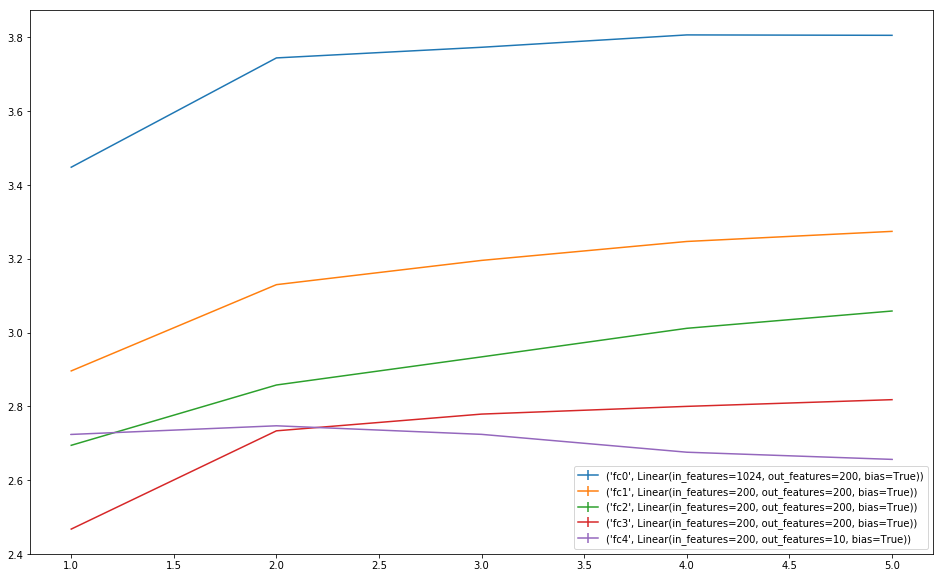 3.8
3.6
3.4
3.2
3.0
2.8
2.6
2.4
1.0 1.5 2.0 2.5 3.0 3.5 4.0 4.5 5.0
('fc0', Linear(in_features=1024, out_features=200, bias=True))
('fc1', Linear(in_features=200, out_features=200, bias=True))
('fc2', Linear(in_features=200, out_features=200, bias=True))
('fc3', Linear(in_features=200, out_features=200, bias=True))
('fc4', Linear(in_features=200, out_features=10, bias=True))